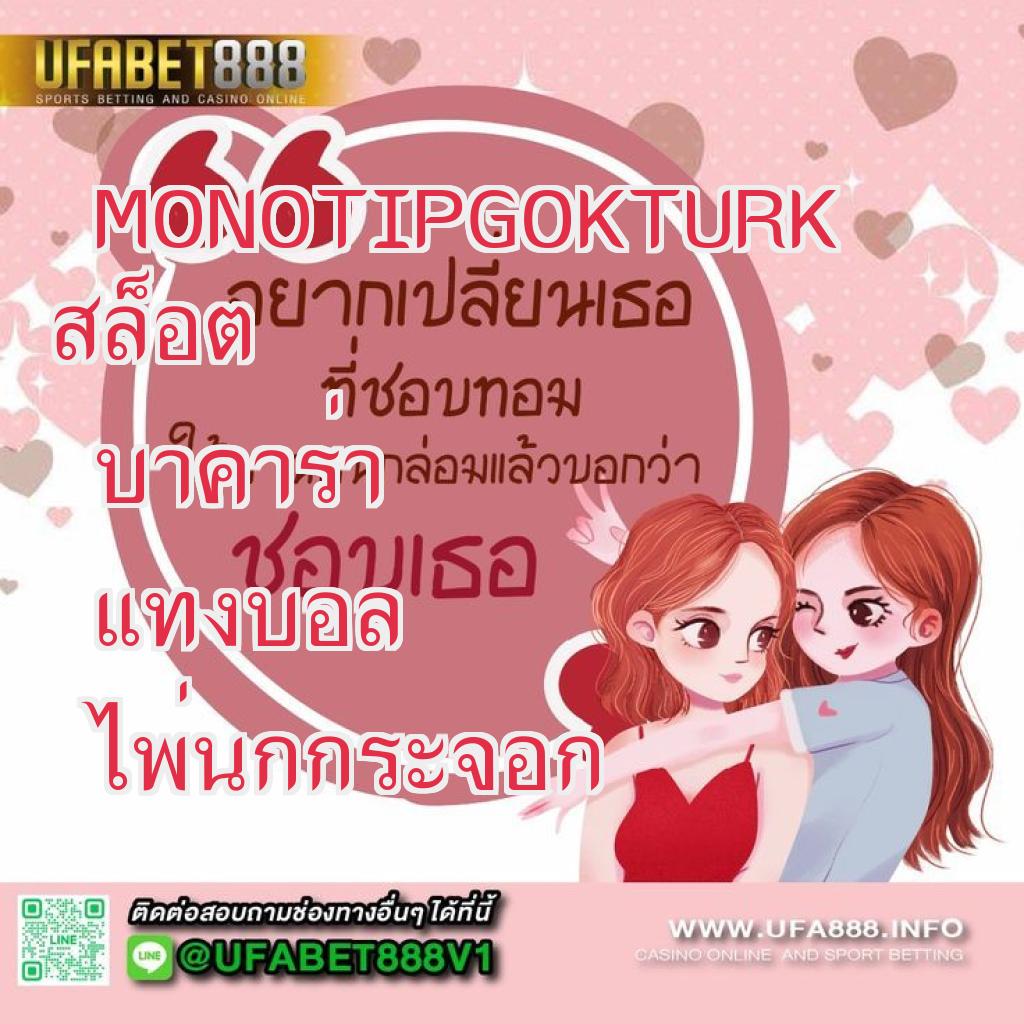 UFABET888
SPORTS BETTING AND CASINO ONLINE
MONOTIPGOKTURK
อยากเปลี่ยนเธอ
สล็อต
ที่ชอบทอม
กล่อมแล้วบอกว่า
บาคาร่า
ชอบเธอ
แทงบอล
ไพ่นกกระจอก
LINE
ติดต่อสอบถามช่องทางอื่นๆ ได้ที่นี้
LINE @UFABET888V1
WWW.UFA888.INFO
CASINO ONLINE AND SPORT BETTING